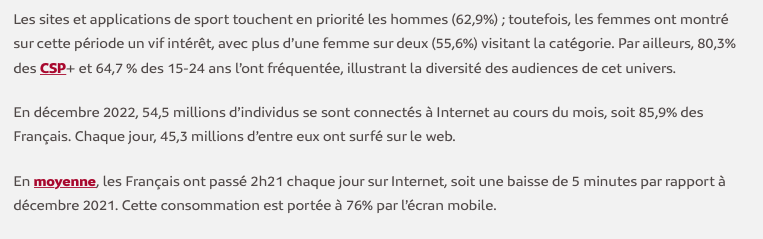 Les sites et applications de sport touchent en priorité les hommes (62,9%) ; toutefois, les femmes ont montré
sur cette période un vif intérêt, avec plus d’une femme sur deux (55,6%) visitant la catégorie. Par ailleurs, 80,3%
des CSP+ et 64,7 % des 15-24 ans l’ont fréquentée, illustrant la diversité des audiences de cet univers.
En décembre 2022, 54,5 millions d’individus se sont connectés à Internet au cours du mois, soit 85,9% des
Français. Chaque jour, 45,3 millions d’entre eux ont surfé sur le web.
En moyenne, les Français ont passé 2h21 chaque jour sur Internet, soit une baisse de 5 minutes par rapport à
décembre 2021. Cette consommation est portée à 76% par l’écran mobile.